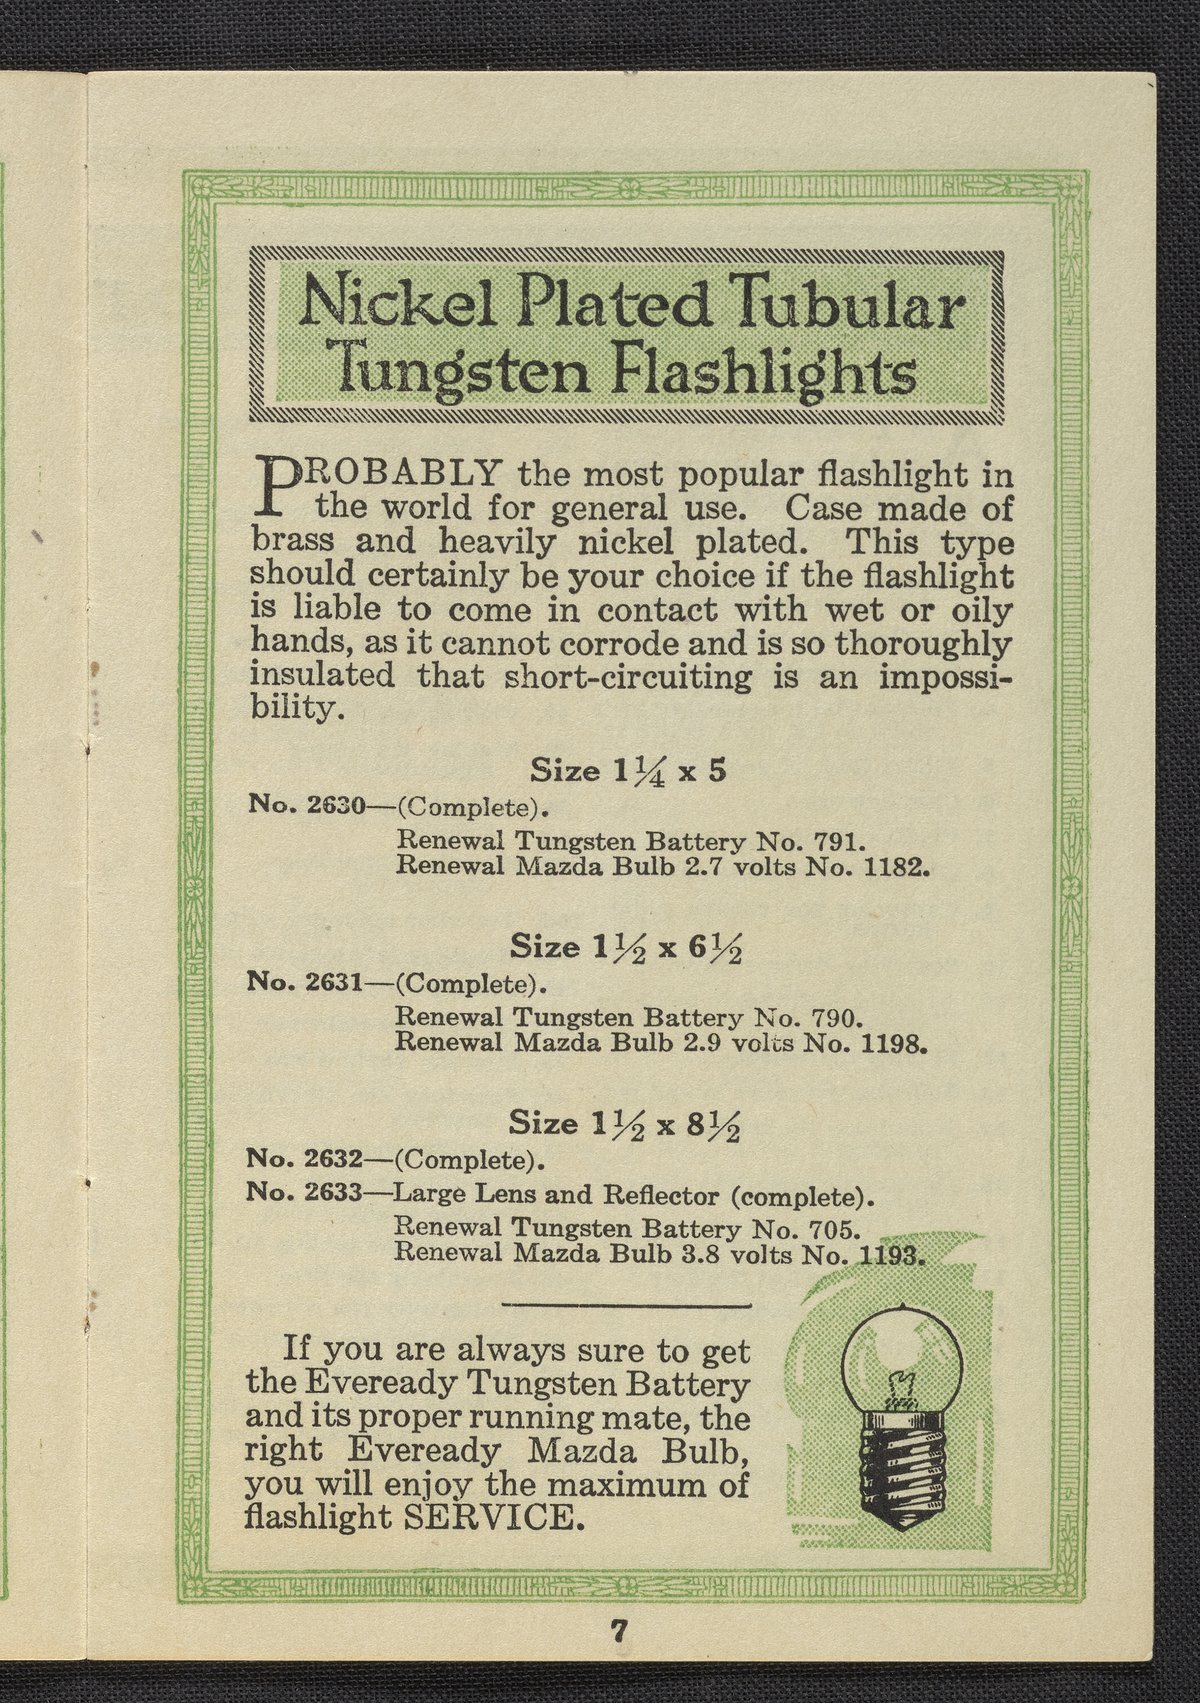 Nickel Plated Tubular
Tungsten Flashlights
PROBABLY the most popular flashlight in
the world for general use. Case made of
brass and heavily nickel plated. This type
should certainly be your choice if the flashlight
is liable to come in contact with wet or oily
hands, as it cannot corrode and is so thoroughly
insulated that short-circuiting is an impossi-
bility.
Size 1¼ x 5
No. 2630—(Complete).
Renewal Tungsten Battery No. 791.
Renewal Mazda Bulb 2.7 volts No. 1182.
Size 1½ x 6½
No. 2631—(Complete).
Renewal Tungsten Battery No. 790.
Renewal Mazda Bulb 2.9 volts No. 1198.
Size 1½ x 8½
No. 2632—(Complete).
No. 2633—Large Lens and Reflector (complete).
Renewal Tungsten Battery No. 705.
Renewal Mazda Bulb 3.8 volts No. 1193.
If you are always sure to get
the Eveready Tungsten Battery
and its proper running mate, the
right Eveready Mazda Bulb,
you will enjoy the maximum of
flashlight SERVICE.
7